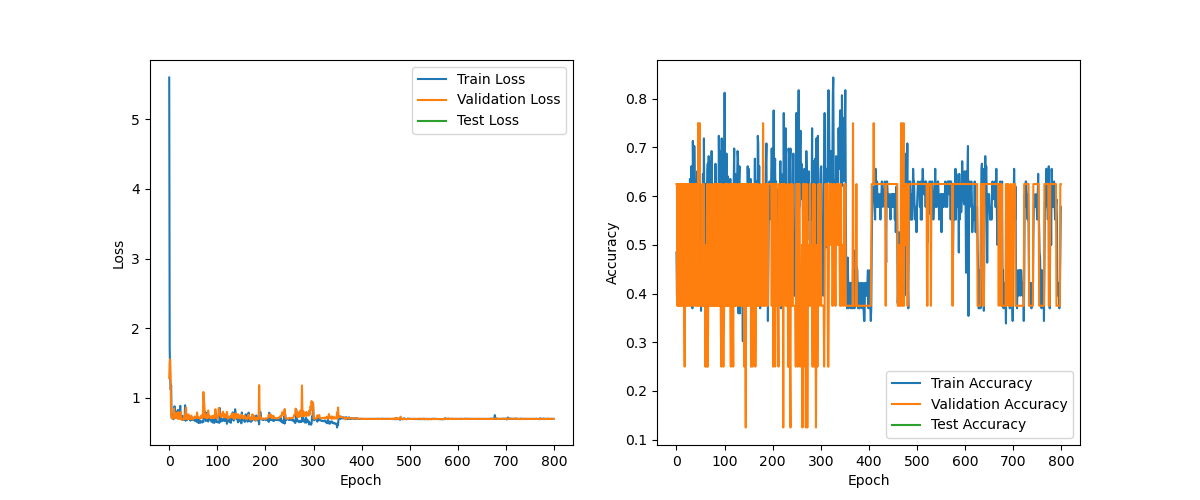 Train Loss
Validation Loss
Test Loss
5
4
3
2
1
Loss
0 100 200 300 400 500 600 700 800
Epoch
0.8
0.7
0.6
0.5
0.4
0.3
0.2
0.1
Accuracy
Train Accuracy
Validation Accuracy
Test Accuracy
0 100 200 300 400 500 600 700 800
Epoch